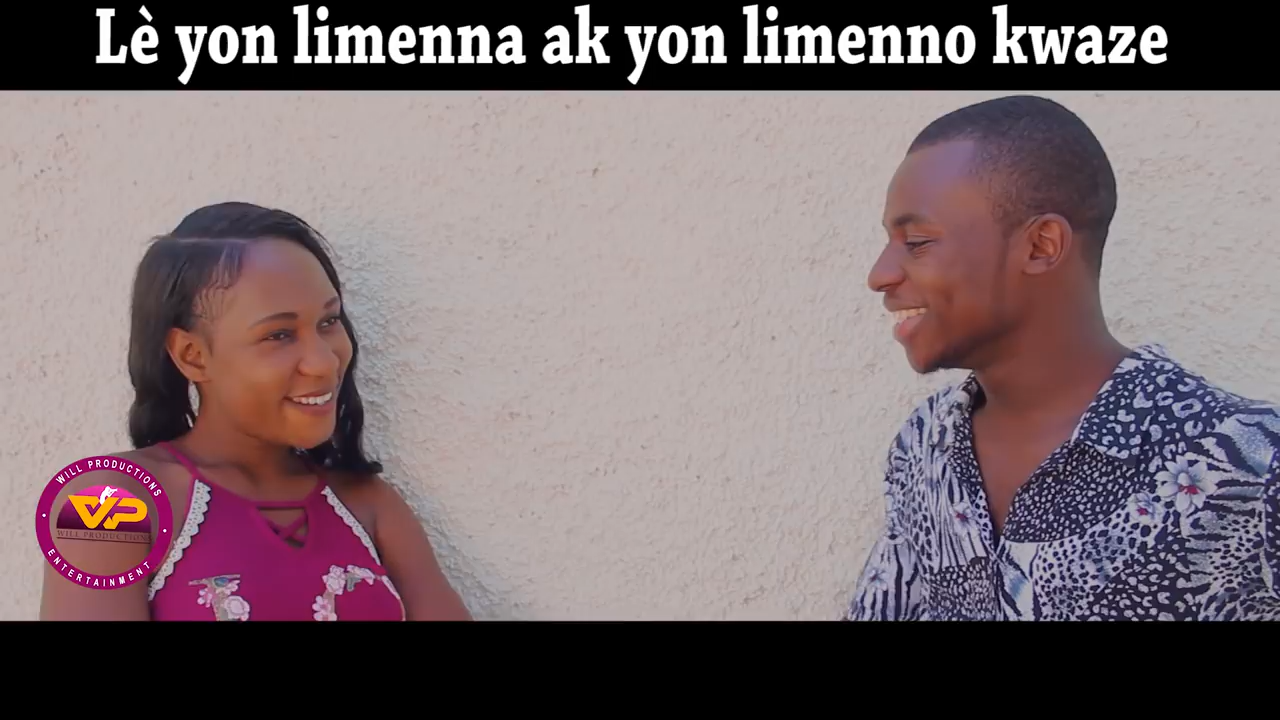 Lè yon limenna ak yon limenno kwaze
WILL PRODUCTIONS
VP
WILL PRODUCTIONS
ENTERTAINMENT